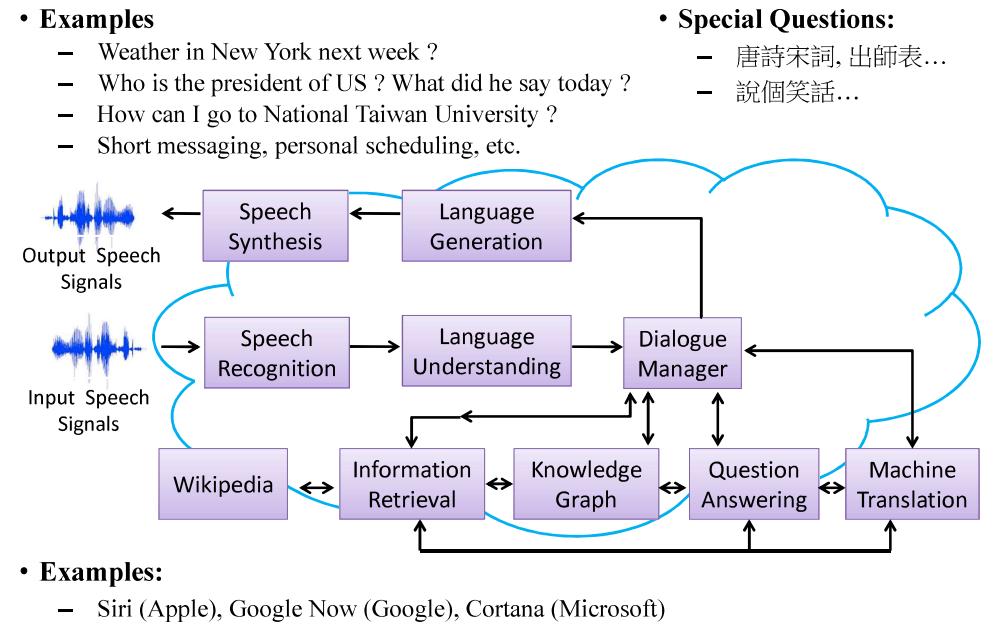 • Examples
– Weather in New York next week ?
– Who is the president of US ? What did he say today ?
– How can I go to National Taiwan University ?
– Short messaging, personal scheduling, etc.
• Special Questions:
– 唐詩宋詞, 出師表…
– 說個笑話…
Output Speech
Signals
Speech
Synthesis
Language
Generation
Input Speech
Signals
Speech
Recognition
Language
Understanding
Dialogue
Manager
Wikipedia
Information
Retrieval
Knowledge
Graph
Question
Answering
Machine
Translation
• Examples:
– Siri (Apple), Google Now (Google), Cortana (Microsoft)